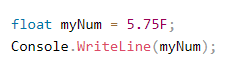 float myNum = 5.75F;
Console.WriteLine(myNum);